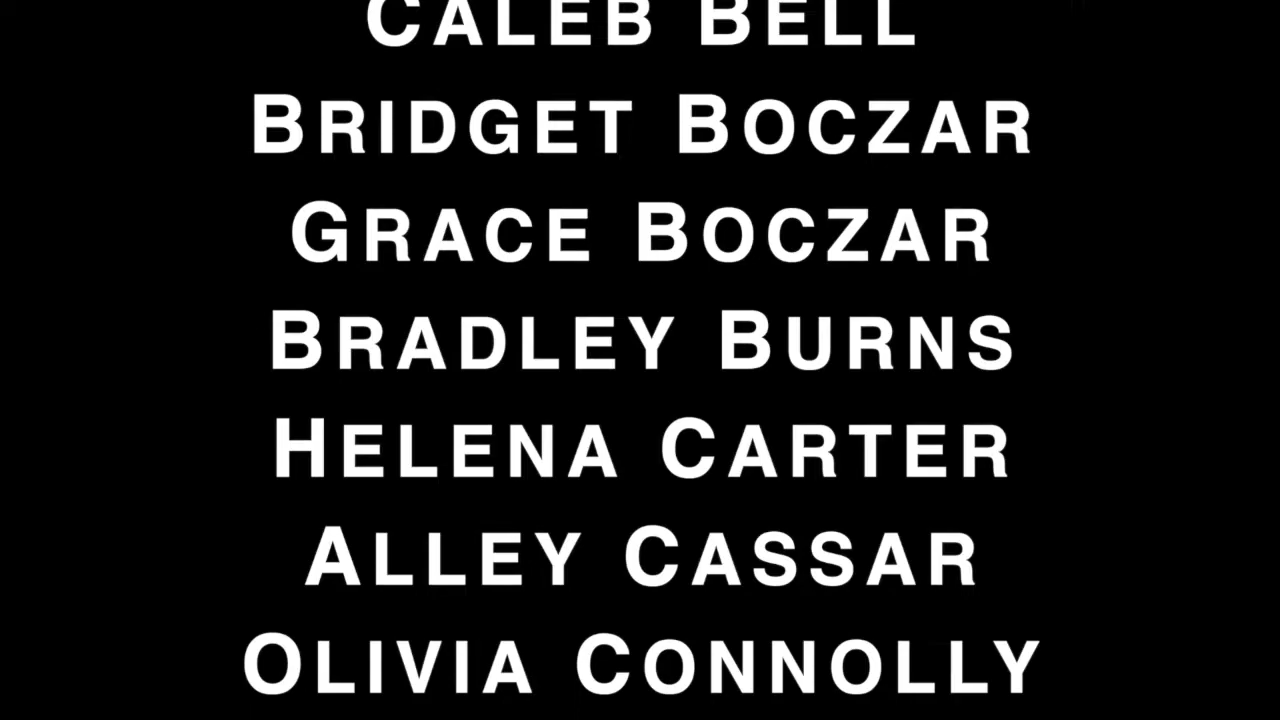 CALEB BELL
BRIDGET BOCZAR
GRACE BOCZAR
BRADLEY BURNS
HELENA CARTER
ALLEY CASSAR
OLIVIA CONNOLLY